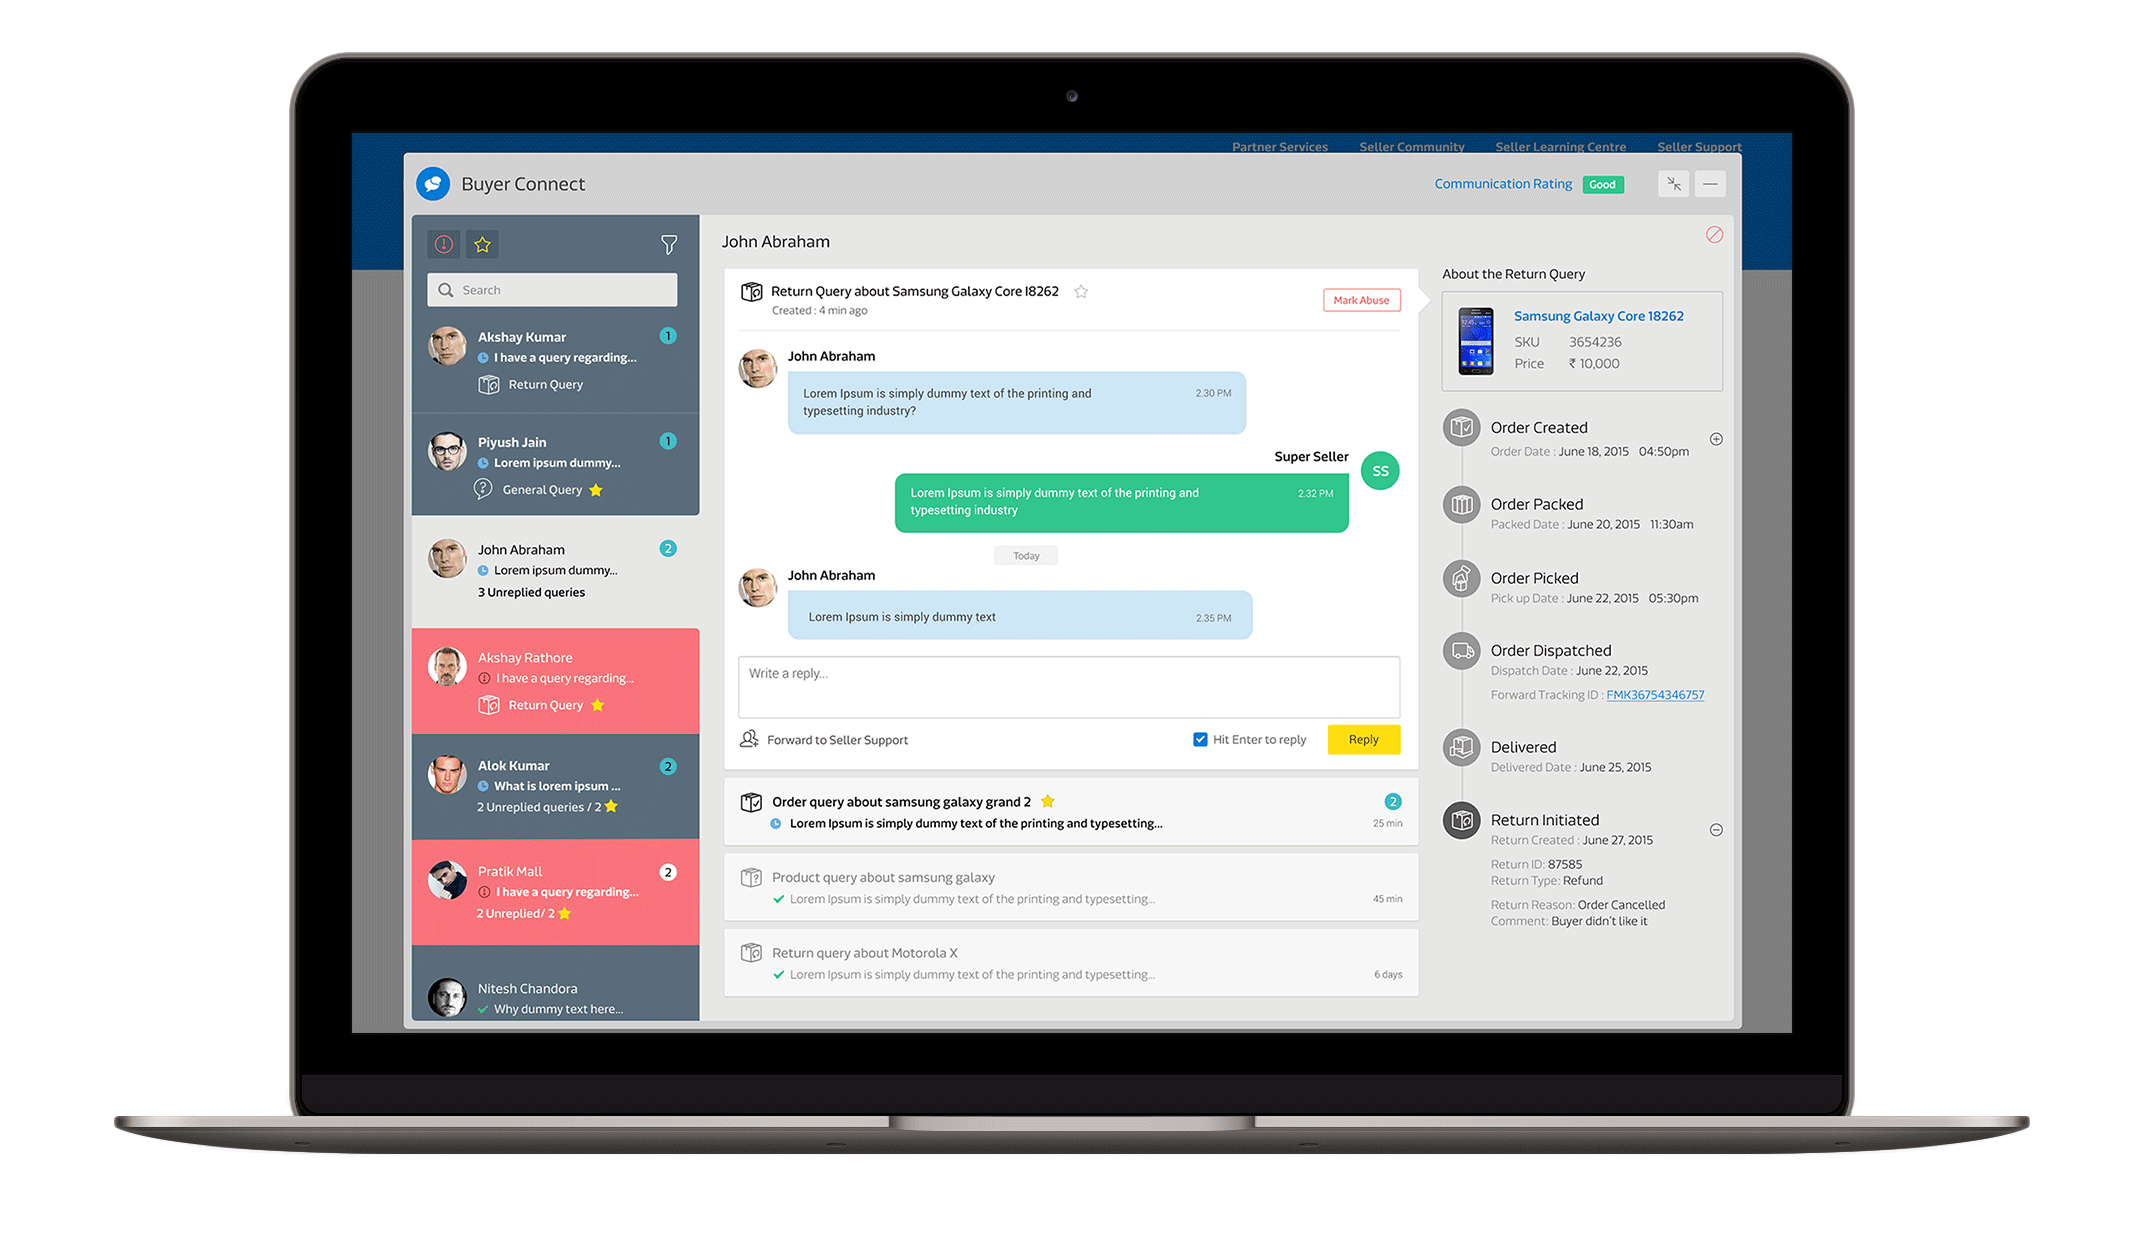 Partner Services Seller Community Seller Learning Centre Seller Support
Buyer Connect
Communication Rating Good
Search
Akshay Kumar 1
I have a query regarding...
Return Query
Piyush Jain 1
Lorem ipsum dummy...
General Query
John Abraham 2
Lorem ipsum dummy...
3 Unreplied queries
Akshay Rathore
I have a query regarding...
Return Query
Alok Kumar 2
What is lorem ipsum ...
2 Unreplied queries / 2
Pratik Mall 2
I have a query regarding...
2 Unreplied/ 2
Nitesh Chandora
Why dummy text here...
John Abraham
Return Query about Samsung Galaxy Core I8262
Created : 4 min ago
Mark Abuse
John Abraham
Lorem Ipsum is simply dummy text of the printing and
typesetting industry?
2.30 PM
Super Seller
SS
Lorem Ipsum is simply dummy text of the printing and
typesetting industry
2.32 PM
Today
John Abraham
Lorem Ipsum is simply dummy text
2.35 PM
Write a reply...
Forward to Seller Support
Hit Enter to reply
Reply
Order query about samsung galaxy grand 2 2
Lorem Ipsum is simply dummy text of the printing and typesetting...
25 min
Product query about samsung galaxy
Lorem Ipsum is simply dummy text of the printing and typesetting...
45 min
Return query about Motorola X
Lorem Ipsum is simply dummy text of the printing and typesetting...
6 days
About the Return Query
Samsung Galaxy Core 18262
SKU 3654236
Price ₹ 10,000
Order Created
Order Date : June 18, 2015 04:50pm
Order Packed
Packed Date : June 20, 2015 11:30am
Order Picked
Pick up Date : June 22, 2015 05:30pm
Order Dispatched
Dispatch Date : June 22, 2015
Forward Tracking ID : FMK36754346757
Delivered
Delivered Date : June 25, 2015
Return Initiated
Return Created : June 27, 2015
Return ID: 87585
Return Type: Refund
Return Reason: Order Cancelled
Comment: Buyer didn't like it